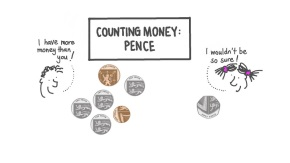 COUNTING MONEY:
PENCE
I have more
money than
you!
I wouldn't be
so sure!